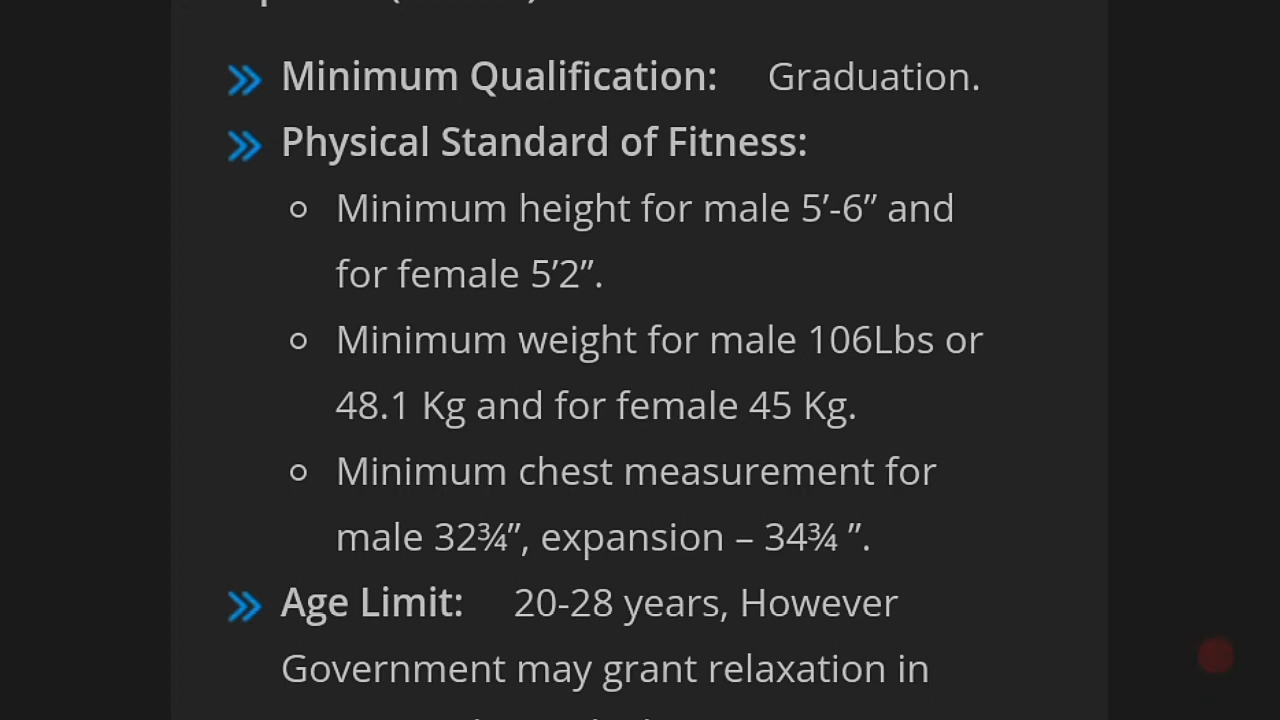 Minimum Qualification: Graduation.
Physical Standard of Fitness:
Minimum height for male 5’-6” and
for female 5’2”.
Minimum weight for male 106Lbs or
48.1 Kg and for female 45 Kg.
Minimum chest measurement for
male 32¾”, expansion – 34¾ ”.
Age Limit: 20-28 years, However
Government may grant relaxation in